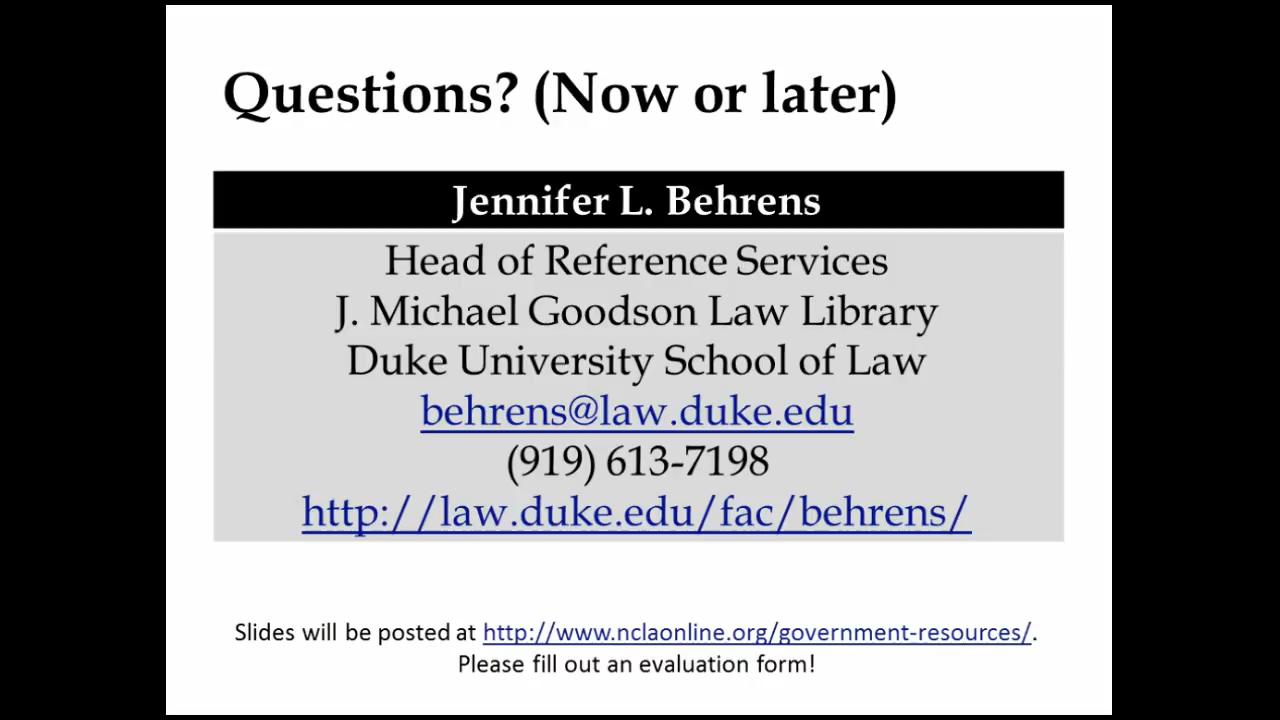 Questions? (Now or later)
Jennifer L. Behrens
Head of Reference Services
J. Michael Goodson Law Library
Duke University School of Law
behrens@law.duke.edu
(919) 613-7198
http://law.duke.edu/fac/behrens/
Slides will be posted at http://www.nclaonline.org/government-resources/.
Please fill out an evaluation form!